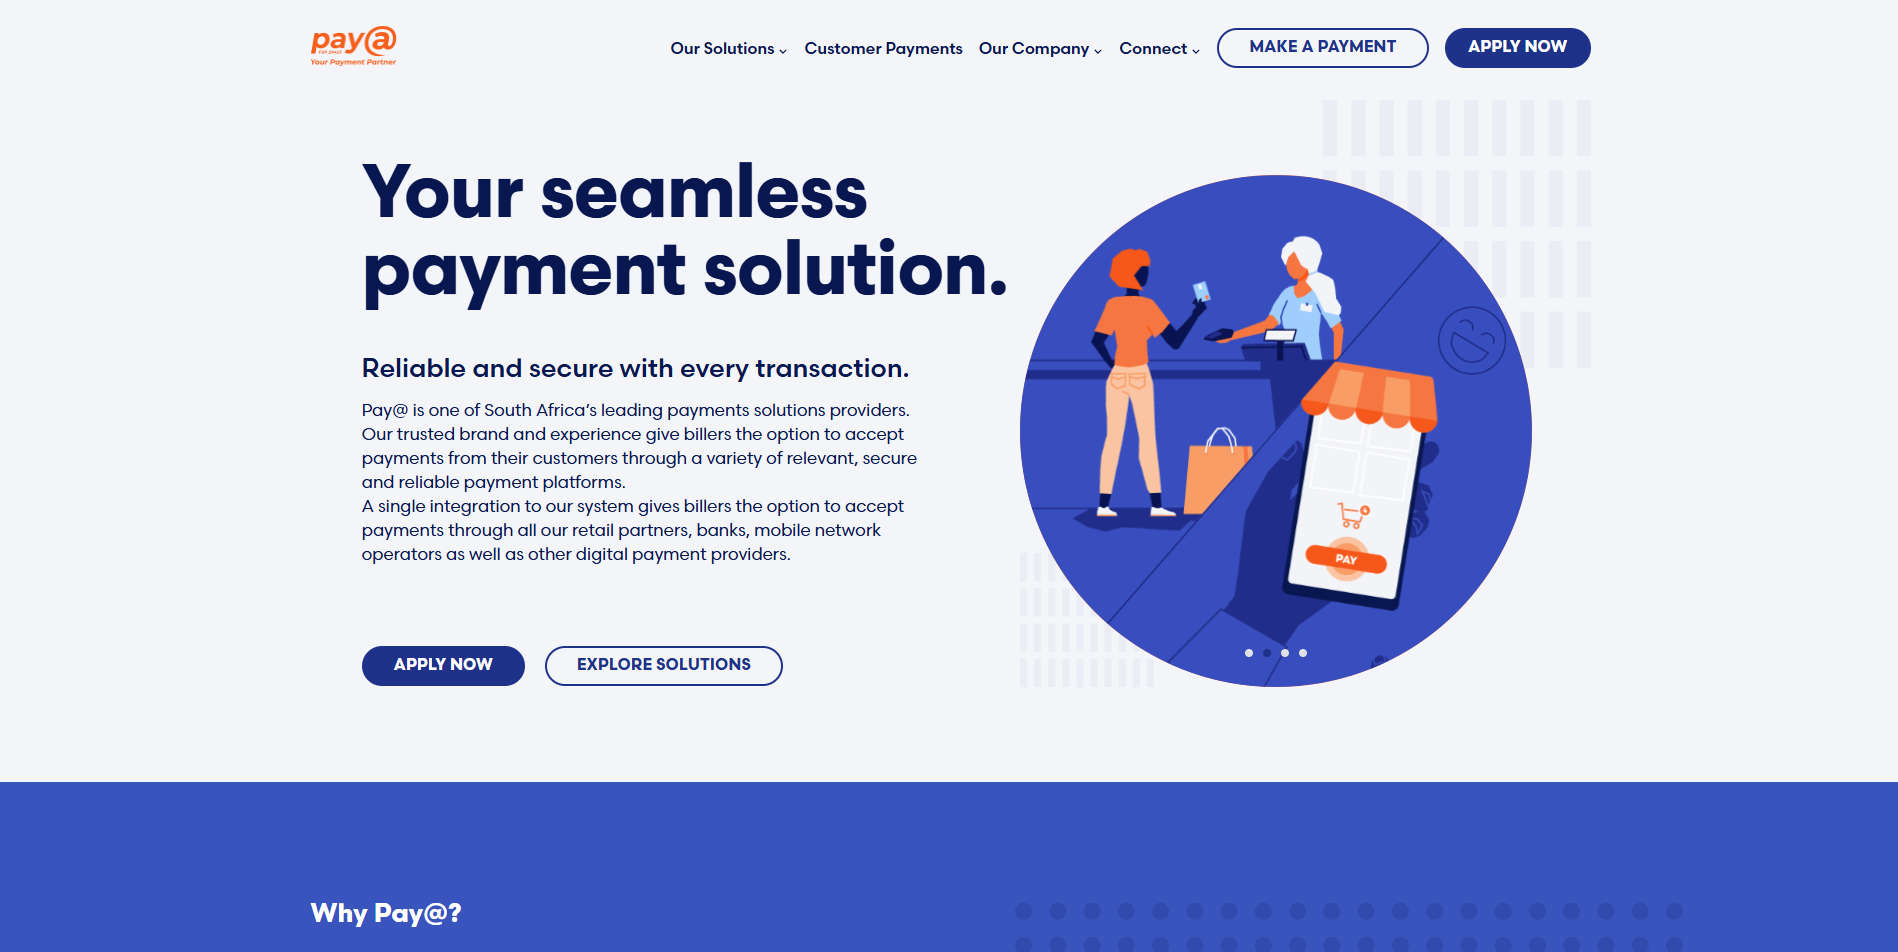 pay@
Your Payment Partner
Our Solutions
Customer Payments
Our Company
Connect
MAKE A PAYMENT
APPLY NOW
Your seamless
payment solution.
Reliable and secure with every transaction.
Pay@ is one of South Africa’s leading payments solutions providers.
Our trusted brand and experience give billers the option to accept
payments from their customers through a variety of relevant, secure
and reliable payment platforms.
A single integration to our system gives billers the option to accept
payments through all our retail partners, banks, mobile network
operators as well as other digital payment providers.
PAY
APPLY NOW
EXPLORE SOLUTIONS
Why Pay@?